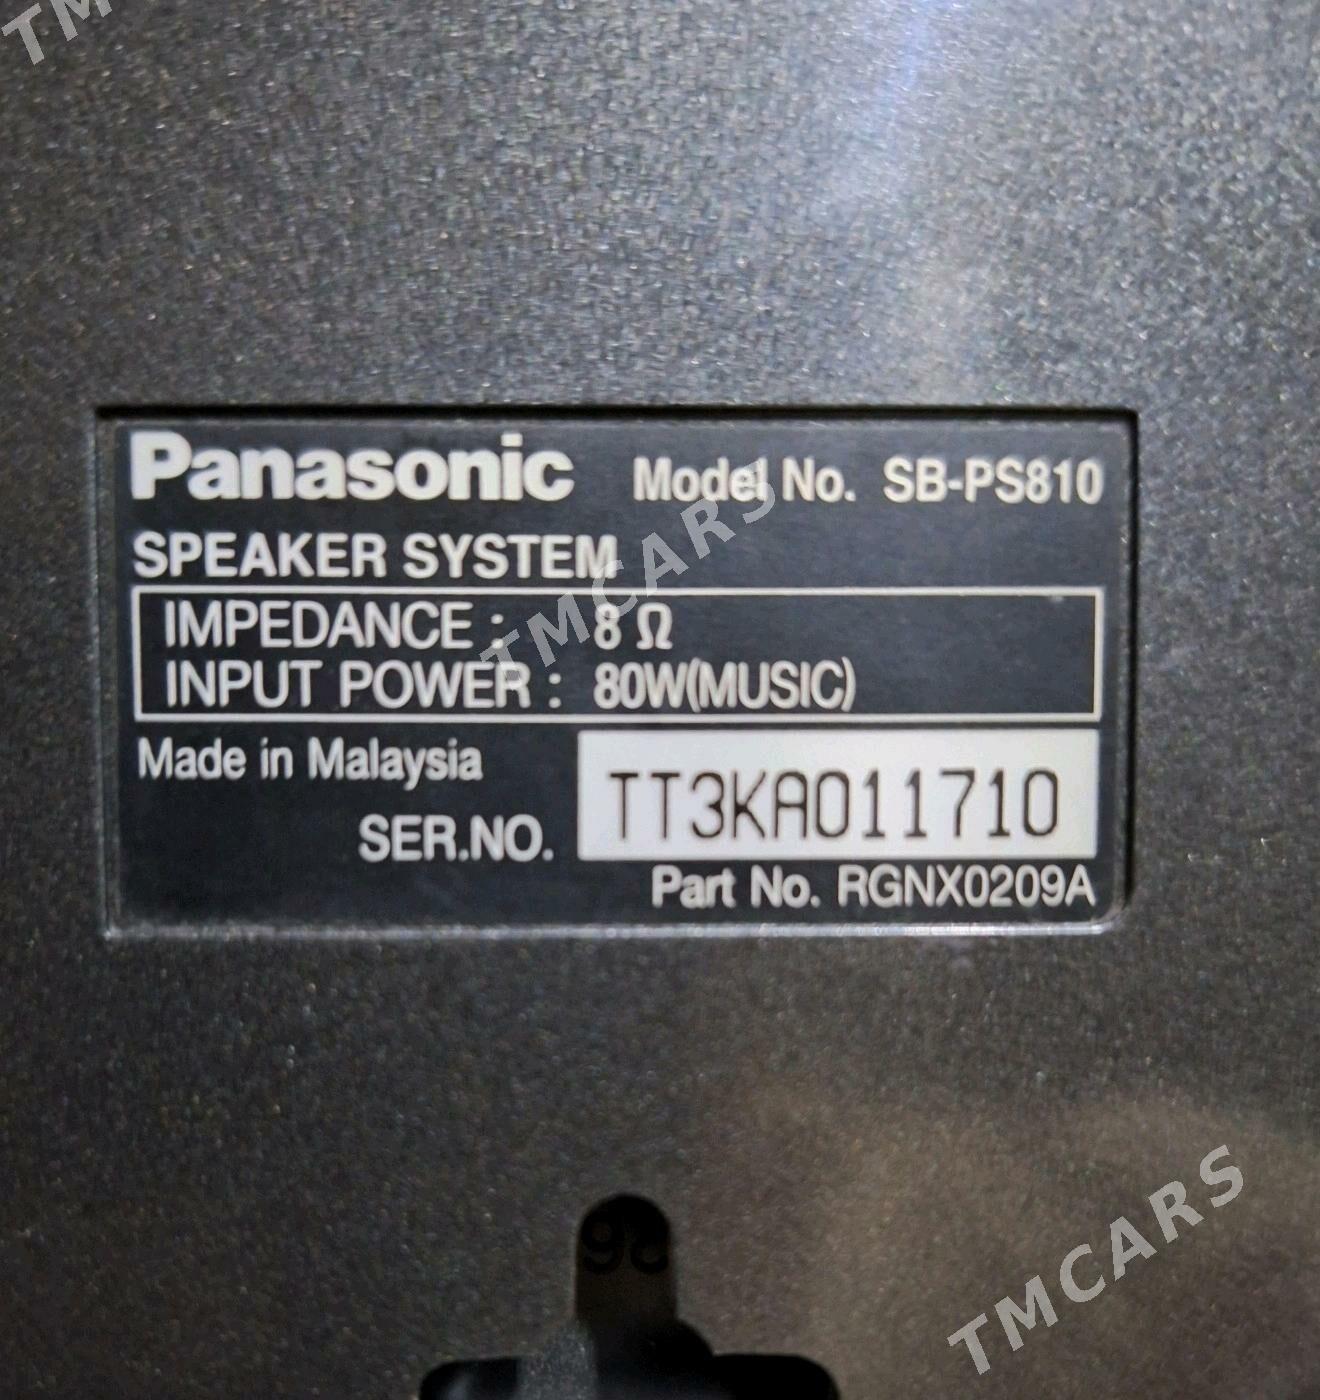 TM
Panasonic Model No. SB-PS810
SPEAKER SYSTEM
IMPEDANCE : 8 Ω
INPUT POWER : 80W(MUSIC)
TMCARS
Made in Malaysia
SER.NO. TT3KA011710
Part No. RGNX0209A
TMCARS